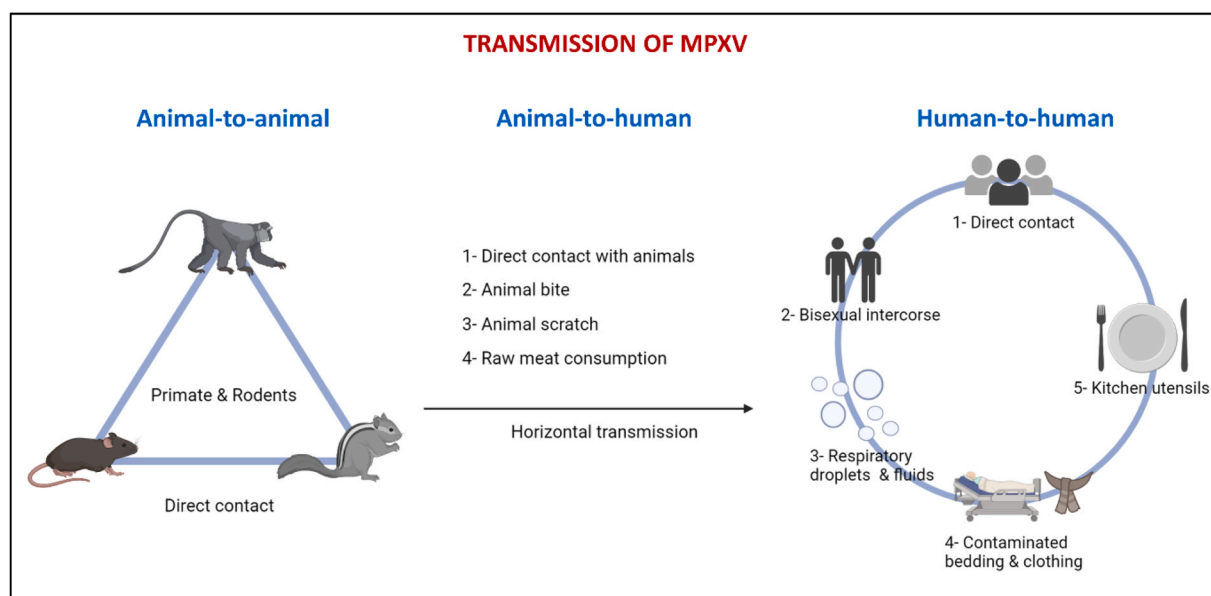 TRANSMISSION OF MPXV
Animal-to-animal
Primate & Rodents
Direct contact
Animal-to-human
1- Direct contact with animals
2- Animal bite
3- Animal scratch
4- Raw meat consumption
Horizontal transmission
Human-to-human
1- Direct contact
2- Bisexual intercorse
3- Respiratory
droplets & fluids
4- Contaminated
bedding & clothing
5- Kitchen utensils